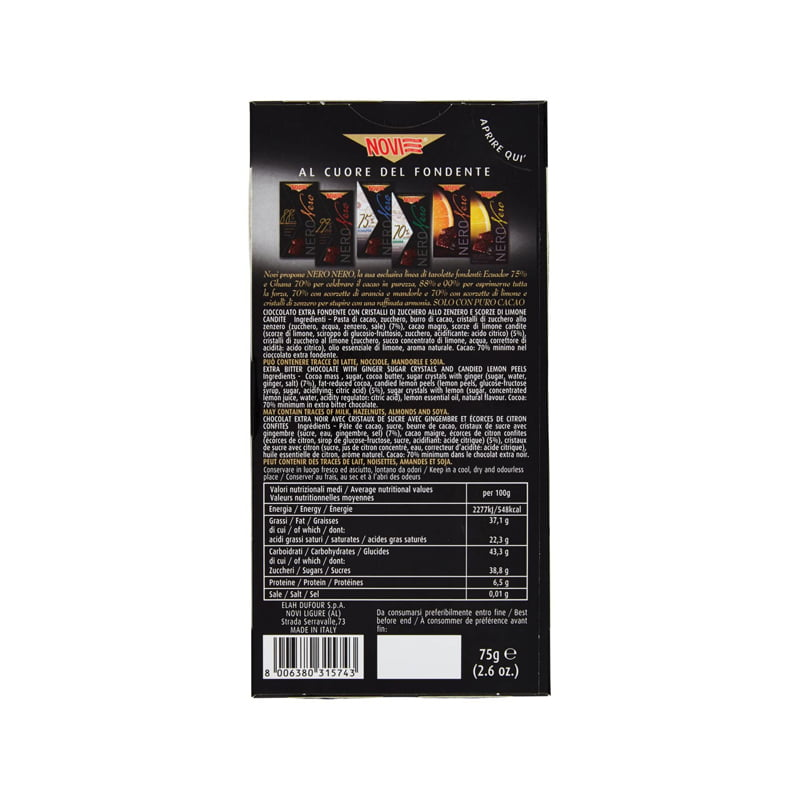 NOVI
APRIRE QUI'
AL CUORE DEL FONDENTE
88%
99%
75%
70%
NERO Nero
NERO Nero
NERO Nero
NERO Nero
NERO Nero
NERO Nero
Novi propone NERO NERO, la sua esclusiva linea di tavolette fondenti: Ecuador 75%
e Ghana 70% per celebrare il cacao in purezza, 88% e 99% per esprimerne tutta
la forza, 70% con scorzette di arancia e mandorle e 70% con scorzette di limone e
cristalli di zenzero per stupire con una raffinata armonia. SOLO CON PURO CACAO
CIOCCOLATO EXTRA FONDENTE CON CRISTALLI DI ZUCCHERO ALLO ZENZERO E SCORZE DI LIMONE
CANDITE Ingredienti - Pasta di cacao, zucchero, burro di cacao, cristalli di zucchero allo
zenzero (zucchero, acqua, zenzero, sale) (7%), cacao magro, scorze di limone candite
(scorze di limone, sciroppo di glucosio-fruttosio, zucchero, acidificante: acido citrico) (5%),
cristalli di zucchero al limone (zucchero, succo concentrato di limone, acqua, correttore di
acidità: acido citrico), olio essenziale di limone, aroma naturale. Cacao: 70% minimo nel
cioccolato extra fondente.
PUÒ CONTENERE TRACCE DI LATTE, NOCCIOLE, MANDORLE E SOIA.
EXTRA BITTER CHOCOLATE WITH GINGER SUGAR CRYSTALS AND CANDIED LEMON PEELS
Ingredients - Cocoa mass , sugar, cocoa butter, sugar crystals with ginger (sugar, water,
ginger, salt) (7%), fat-reduced cocoa, candied lemon peels (lemon peels, glucose-fructose
syrup, sugar, acidifying: citric acid) (5%), sugar crystals with lemon (sugar, concentrated
lemon juice, water, acidity regulator: citric acid), lemon essential oil, natural flavour. Cocoa:
70% minimum in extra bitter chocolate.
MAY CONTAIN TRACES OF MILK, HAZELNUTS, ALMONDS AND SOYA.
CHOCOLAT EXTRA NOIR AVEC CRISTAUX DE SUCRE AVEC GINGEMBRE ET ÉCORCES DE CITRON
CONFITES Ingrédients - Pâte de cacao, sucre, beurre de cacao, cristaux de sucre avec
gingembre (sucre, eau, gingembre, sel) (7%), cacao maigre, écorces de citron confites
(écorces de citron, sirop de glucose-fructose, sucre, acidifiant: acide citrique) (5%), cristaux
de sucre avec citron (sucre, jus de citron concentré, eau, correcteur d'acidité: acide citrique),
huile essentielle de citron, arôme naturel. Cacao: 70% minimum dans le chocolat extra noir.
PEUT CONTENIR DES TRACES DE LAIT, NOISETTES, AMANDES ET SOJA.
Conservare in luogo fresco ed asciutto, lontano da odori / Keep in a cool, dry and odourless
place / Conserver au frais, au sec et à l'abri des odeurs
Valori nutrizionali medi / Average nutritional values
Valeurs nutritionnelles moyennes
per 100g
Energia / Energy / Énergie 2277kJ/548kcal
Grassi / Fat / Graisses 37,1 g
di cui / of which / dont:
acidi grassi saturi / saturates / acides gras saturés 22,3 g
Carboidrati / Carbohydrates / Glucides 43,3 g
di cui / of which / dont:
Zuccheri / Sugars / Sucres 38,8 g
Proteine / Protein / Protéines 6,5 g
Sale / Salt / Sel 0,01 g
ELAH DUFOUR S.p.A.
NOVI LIGURE (AL)
Strada Serravalle,73
MADE IN ITALY
Da consumarsi preferibilmente entro fine / Best
before end / À consommer de préférence avant
fin:
8 006380 315743
75g ℮
(2.6 oz.)